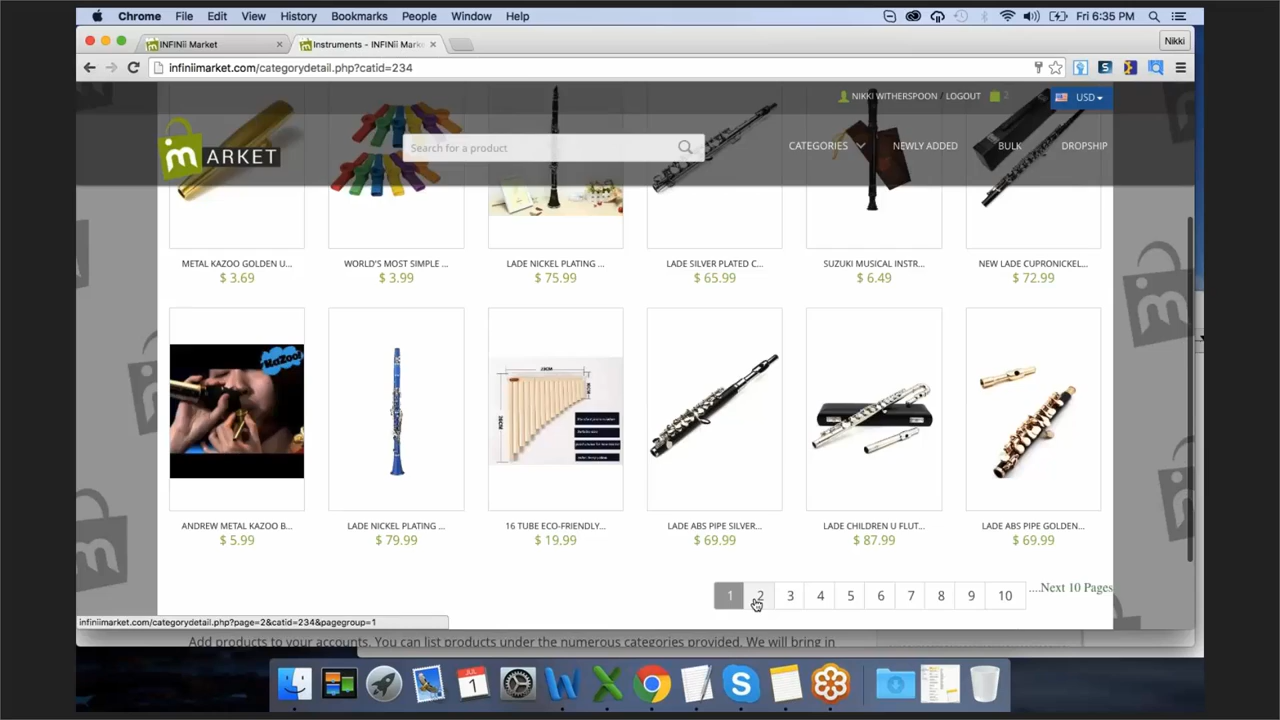 Chrome File Edit View History Bookmarks People Window Help Fri 6:35 PM
INFINii Market
Instruments - INFINii Mark
Nikki
infiniimarket.com/categorydetail.php?catid=234
NIKKI WITHERSPOON / LOGOUT 2 USD
mARKET
Search for a product
CATEGORIES NEWLY ADDED BULK DROPSHIP
METAL KAZOO GOLDEN U...
$ 3.69
WORLD'S MOST SIMPLE ...
$ 3.99
LADE NICKEL PLATING ...
$ 75.99
LADE SILVER PLATED C...
$ 65.99
SUZUKI MUSICAL INSTR...
$ 6.49
NEW LADE CUPRONICKEL...
$ 72.99
KaZoo!
ANDREW METAL KAZOO B...
$ 5.99
LADE NICKEL PLATING ...
$ 79.99
16 TUBE ECO-FRIENDLY...
$ 19.99
LADE ABS PIPE SILVER...
$ 69.99
LADE CHILDREN U FLUT...
$ 87.99
LADE ABS PIPE GOLDEN...
$ 69.99
1 2 3 4 5 6 7 8 9 10 ....Next 10 Pages
infiniimarket.com/categorydetail.php?page=2&catid=234&pagegroup=1
Add products to your accounts. You can list products under the numerous categories provided. We will bring in
JUL
1